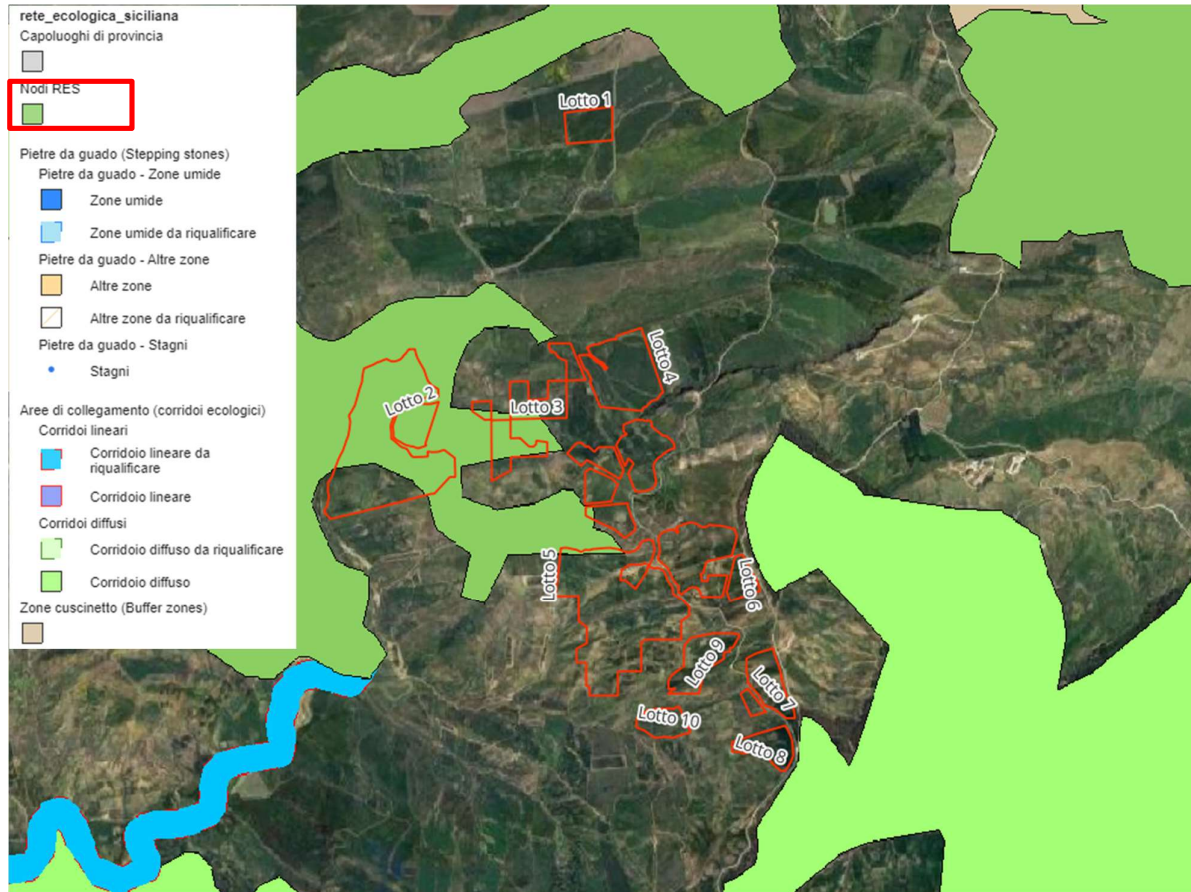 rete_ecologica_siciliana
Capoluoghi di provincia
Nodi RES
Pietre da guado (Stepping stones)
Pietre da guado - Zone umide
Zone umide
Zone umide da riqualificare
Pietre da guado - Altre zone
Altre zone
Altre zone da riqualificare
Pietre da guado - Stagni
Stagni
Aree di collegamento (corridoi ecologici)
Corridoi lineari
Corridoio lineare da
riqualificare
Corridoio lineare
Corridoi diffusi
Corridoio diffuso da riqualificare
Corridoio diffuso
Zone cuscinetto (Buffer zones)
Lotto 1
Lotto 2
Lotto 3
Lotto 4
Lotto 5
Lotto 6
Lotto 9
Lotto 7
Lotto 10
Lotto 8